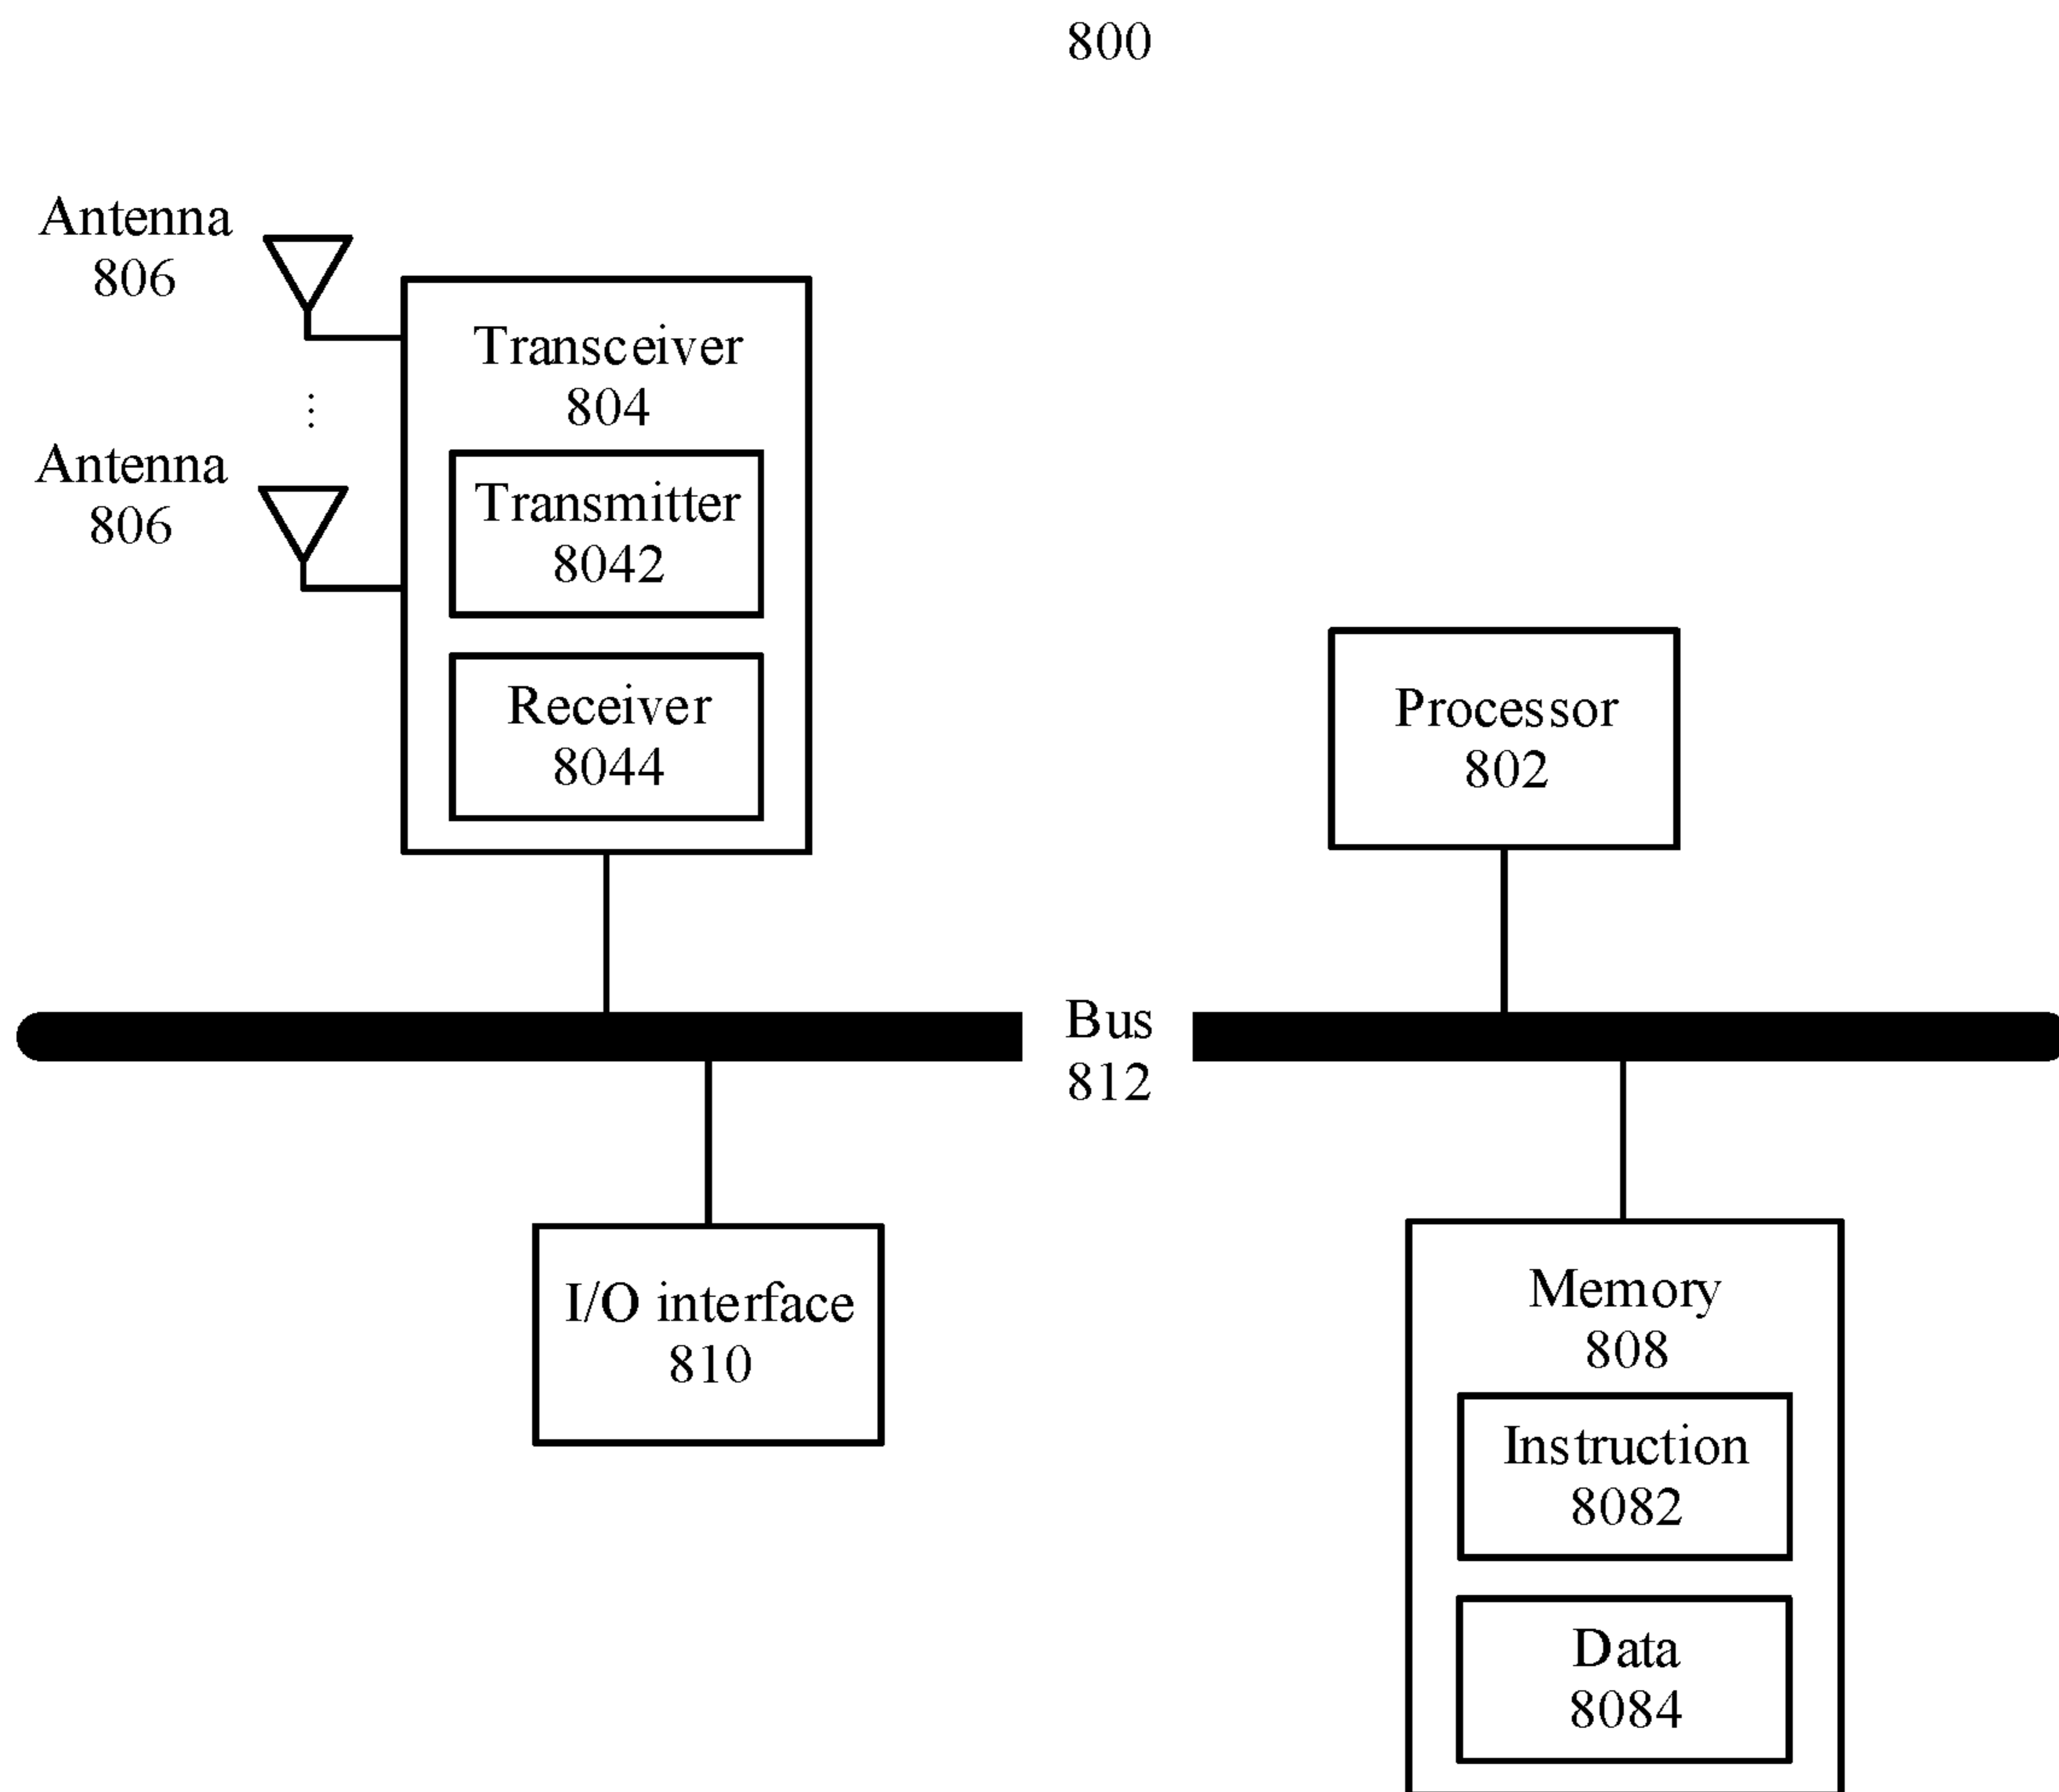 800
Antenna
806
Transceiver
804
Antenna
806
Transmitter
8042
Receiver
8044
Processor
802
Bus
812
I/O interface
810
Memory
808
Instruction
8082
Data
8084